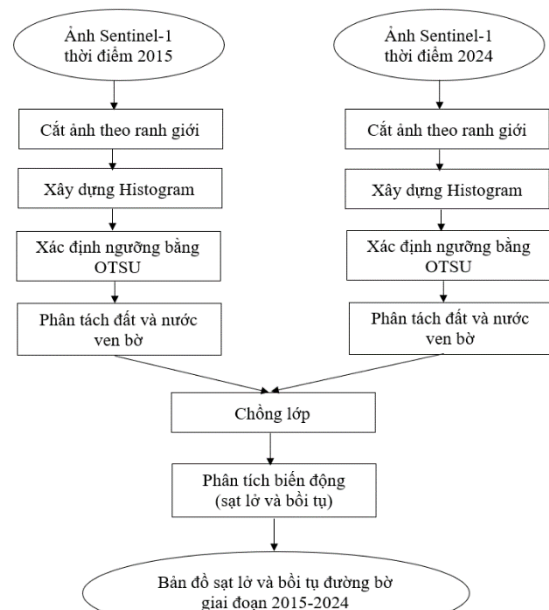 Ảnh Sentinel-1
thời điểm 2015
Cắt ảnh theo ranh giới
Xây dựng Histogram
Xác định ngưỡng bằng
OTSU
Phân tách đất và nước
ven bờ
Ảnh Sentinel-1
thời điểm 2024
Cắt ảnh theo ranh giới
Xây dựng Histogram
Xác định ngưỡng bằng
OTSU
Phân tách đất và nước
ven bờ
Chồng lớp
Phân tích biến động
(sạt lở và bồi tụ)
Bản đồ sạt lở và bồi tụ đường bờ
giai đoạn 2015-2024